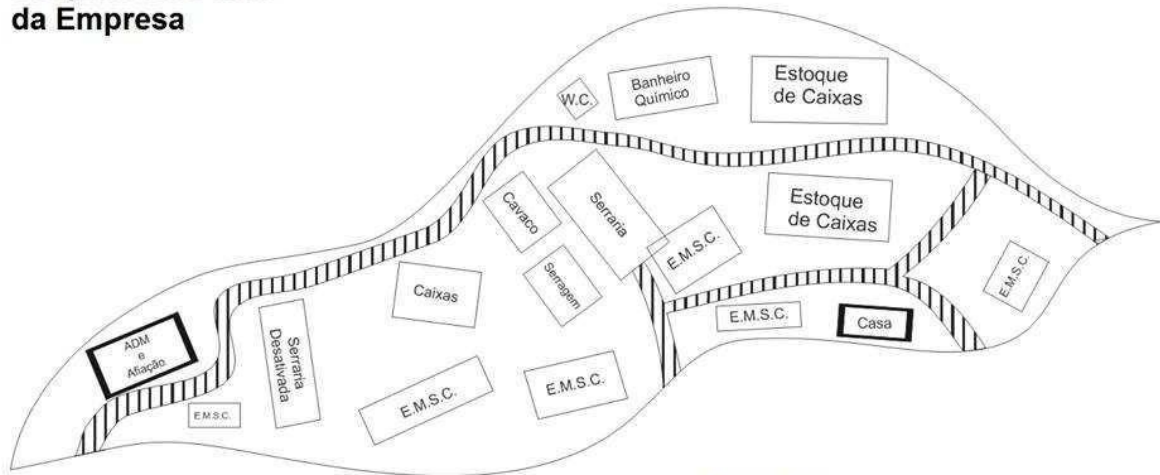 da Empresa
W.C.
Banheiro
Químico
Estoque
de Caixas
Cavaco
Serraria
E.M.S.C.
Estoque
de Caixas
E.M.S.C.
Serragem
Caixas
E.M.S.C.
Casa
ADM
e
Afiação
Serraria
Desativada
E.M.S.C.
E.M.S.C.
E.M.S.C.